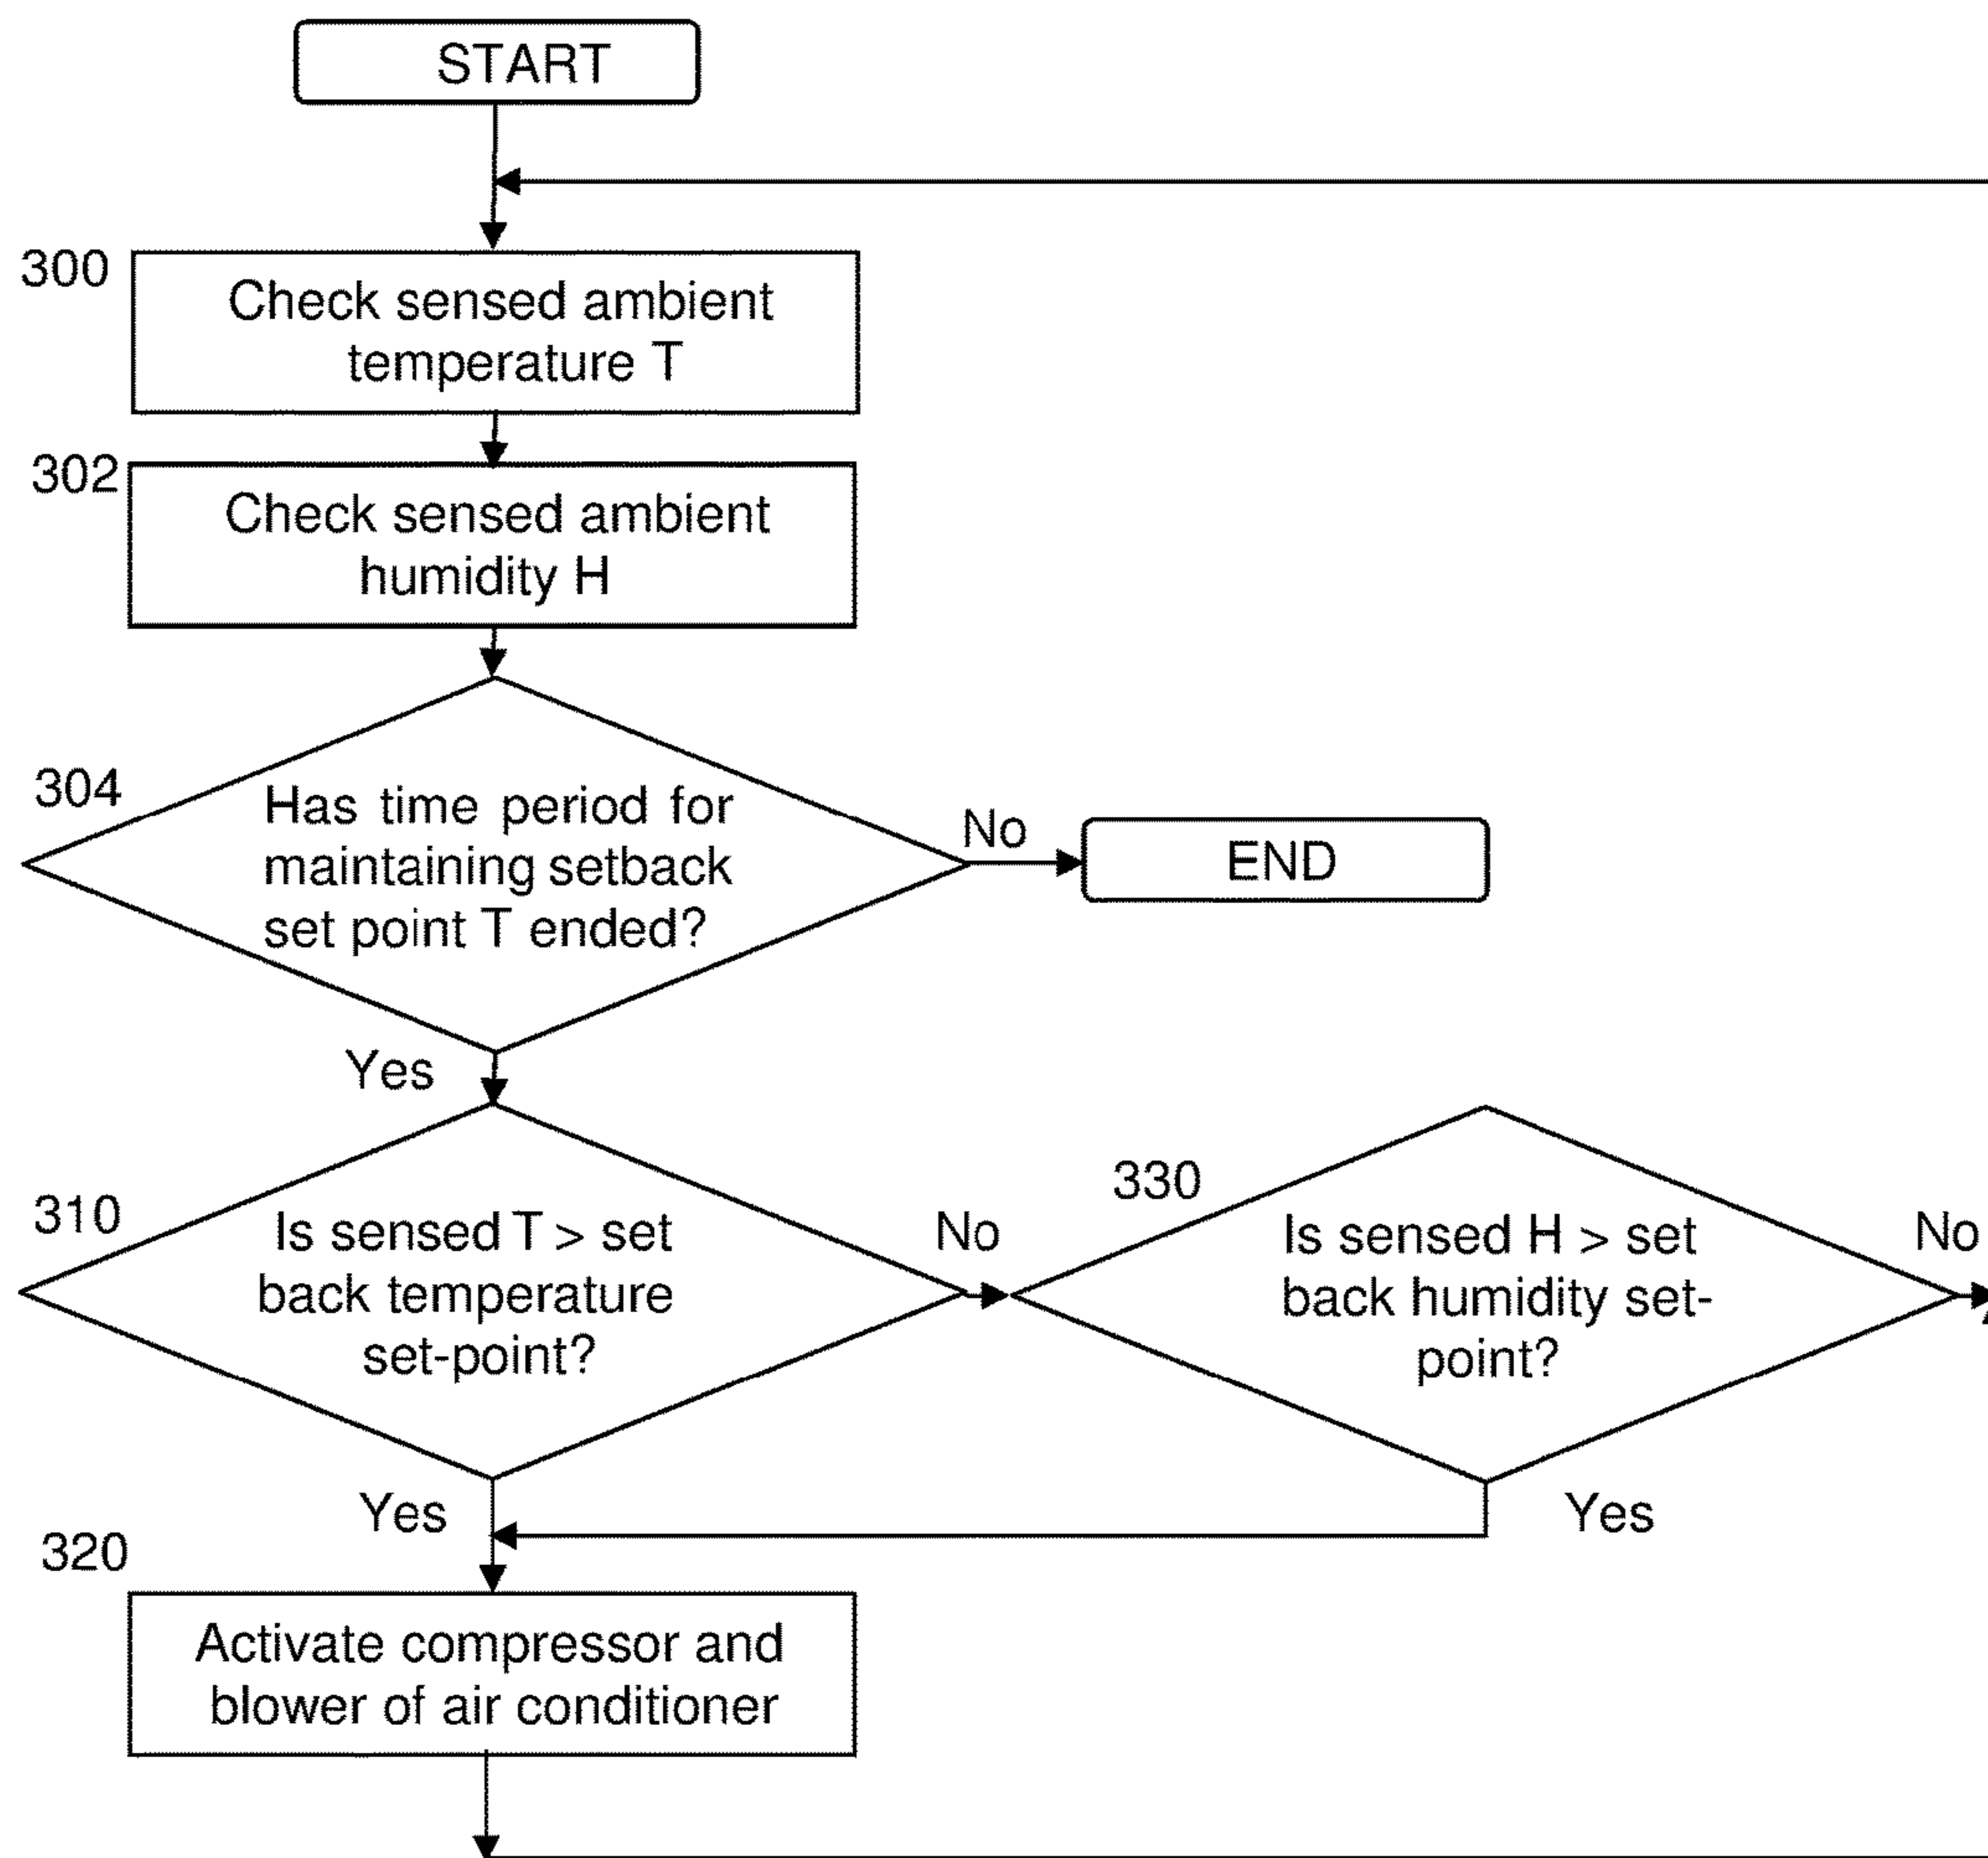 START
300
Check sensed ambient
temperature T
302
Check sensed ambient
humidity H
304
Has time period for
maintaining setback
set point T ended?
No
END
Yes
310
Is sensed T > set
back temperature
set-point?
No
330
Is sensed H > set
back humidity set-
point?
No
Yes
Yes
320
Activate compressor and
blower of air conditioner